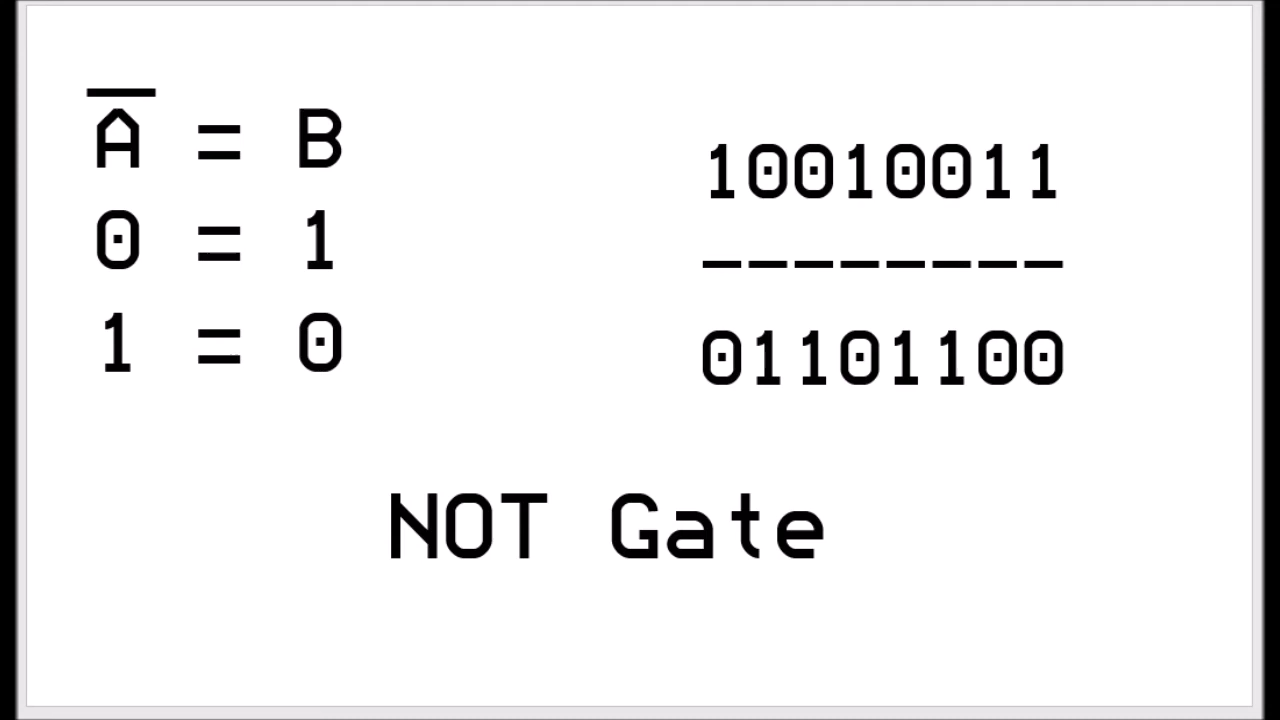 A̅ = B
0 = 1
1 = 0
10010011
--------
01101100
NOT Gate